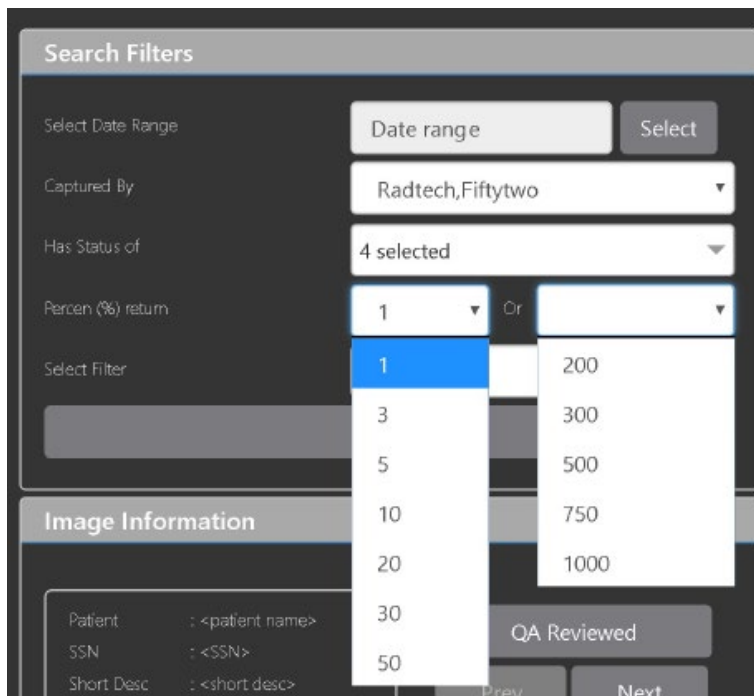 Search Filters
Select Date Range Date range Select
Captured By Radtech,Fiftytwo
Has Status of 4 selected
Percen (%) return 1 Or
Select Filter 1 200
3 300
5 500
10 750
Image Information
20 1000
30
Patient : <patient name>
QA Reviewed
SSN : <SSN>
50
Short Desc : <short desc>
Prev Next